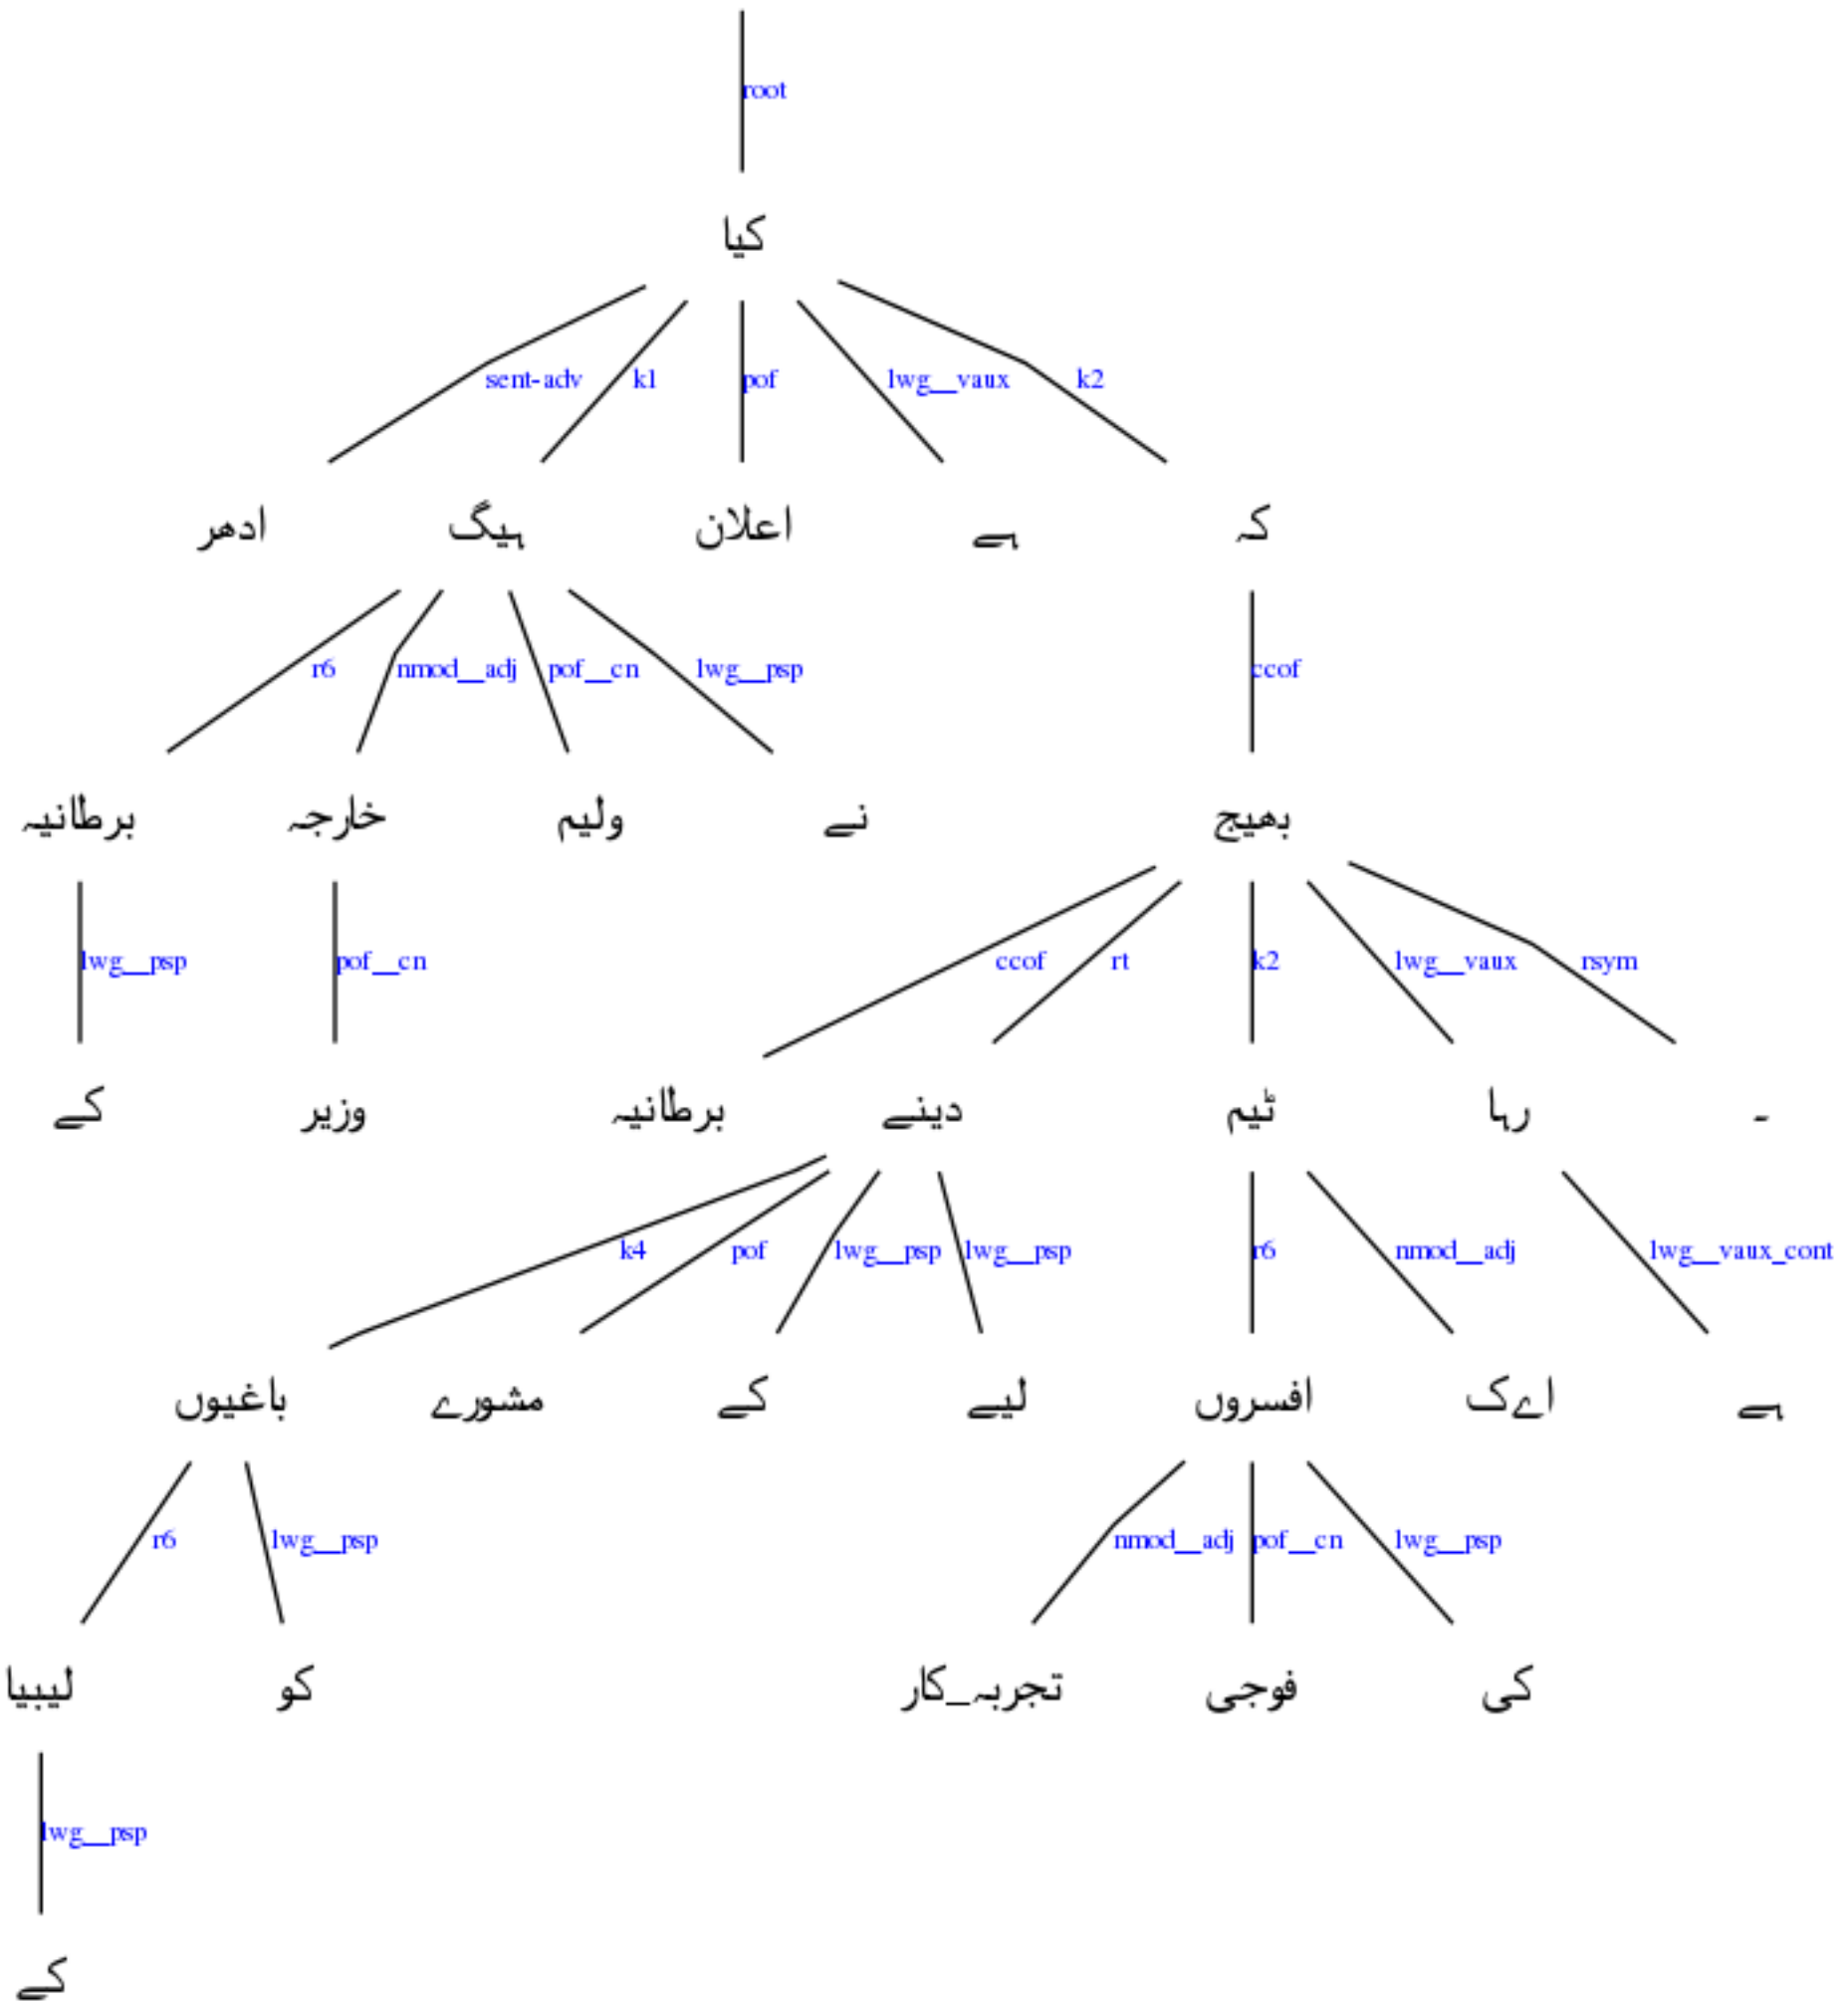 root
کیا
sent-adv k1 pof lwg__vaux k2
ادھر ہیگ اعلان ہے کہ
r6 nmod__adj pof__cn lwg__psp ccof
برطانیہ خارجہ ولیم نے بھیج
lwg__psp pof__cn ccof rt k2 lwg__vaux rsym
کے وزیر برطانیہ دینے ٹیم رہا ۔
k4 pof lwg__psp lwg__psp r6 nmod__adj lwg__vaux_cont
باغیوں مشورے کے لیے افسروں اےک ہے
r6 lwg__psp nmod__adj pof__cn lwg__psp
لیبیا کو تجربہ_کار فوجی کی
lwg__psp
کے